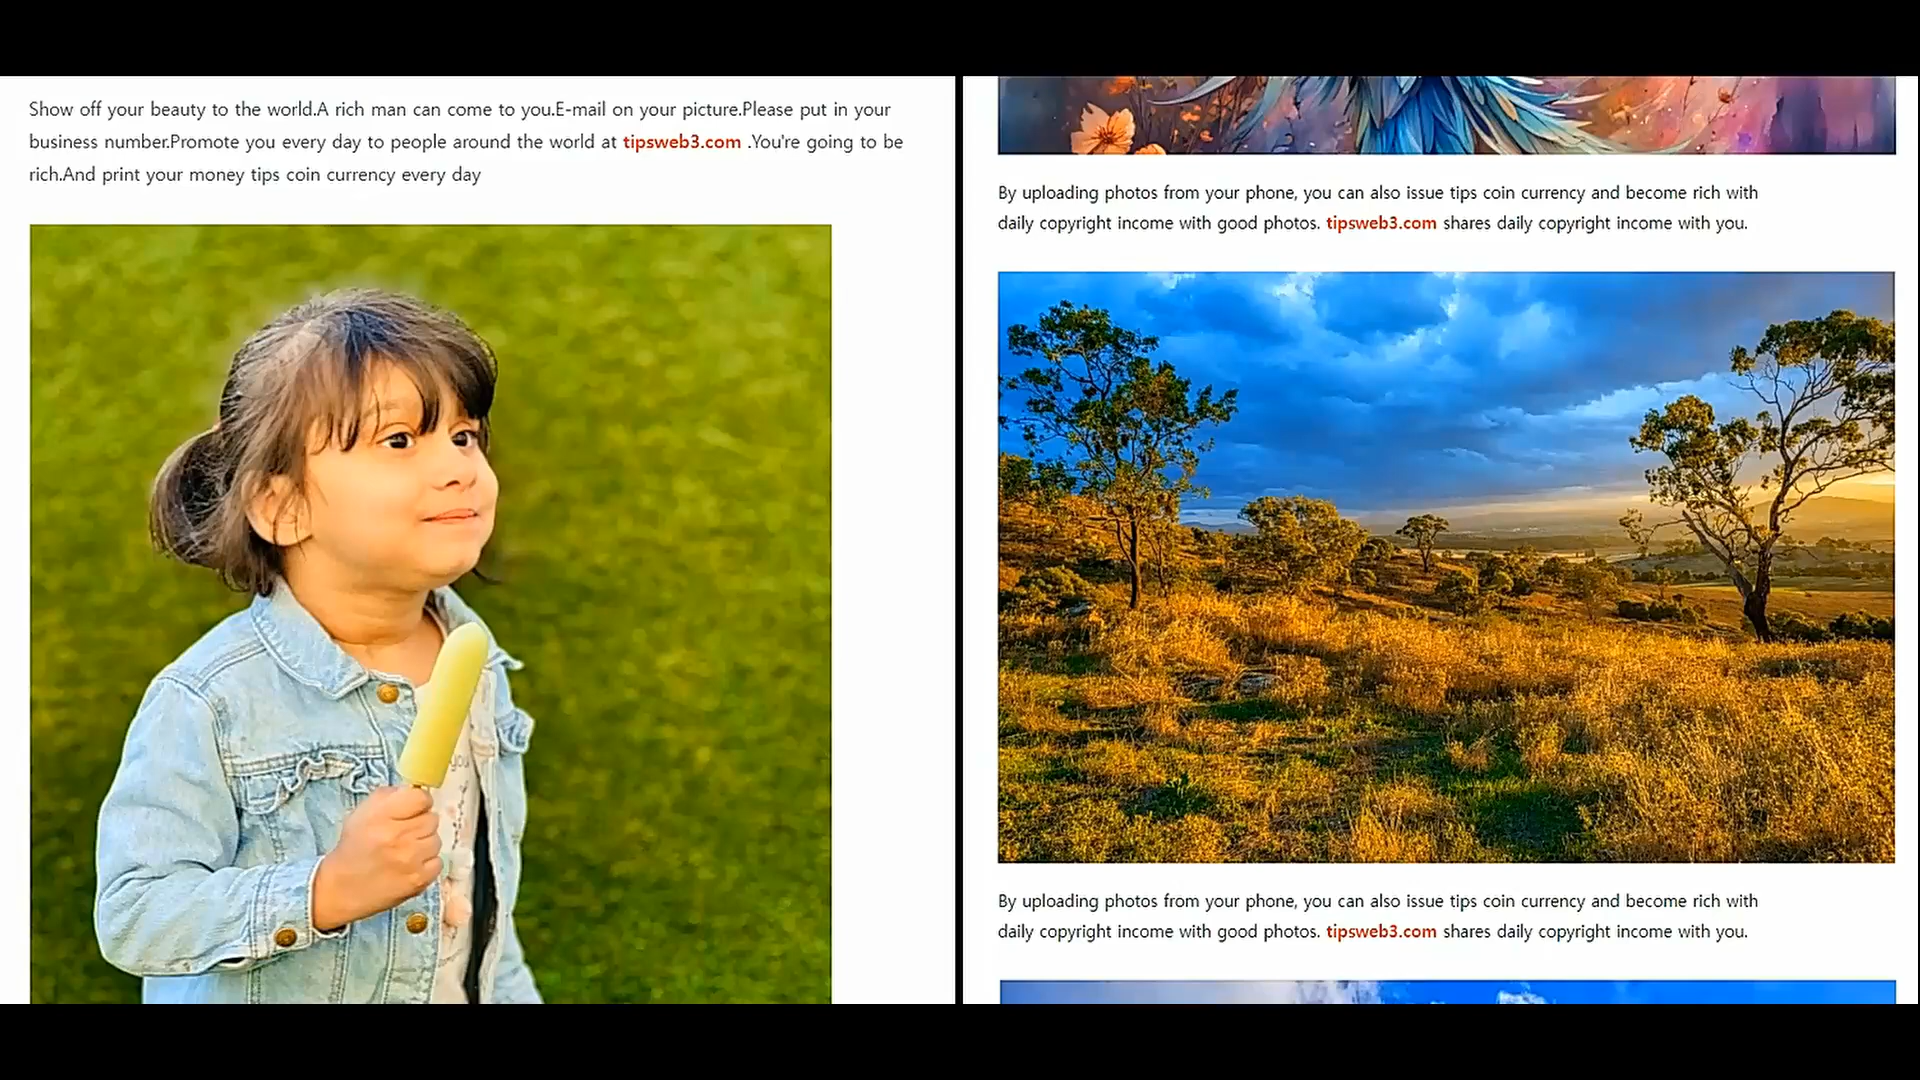 Show off your beauty to the world.A rich man can come to you.E-mail on your picture.Please put in your
business number.Promote you every day to people around the world at tipsweb3.com .You're going to be
rich.And print your money tips coin currency every day
you
By uploading photos from your phone, you can also issue tips coin currency and become rich with
daily copyright income with good photos. tipsweb3.com shares daily copyright income with you.
By uploading photos from your phone, you can also issue tips coin currency and become rich with
daily copyright income with good photos. tipsweb3.com shares daily copyright income with you.